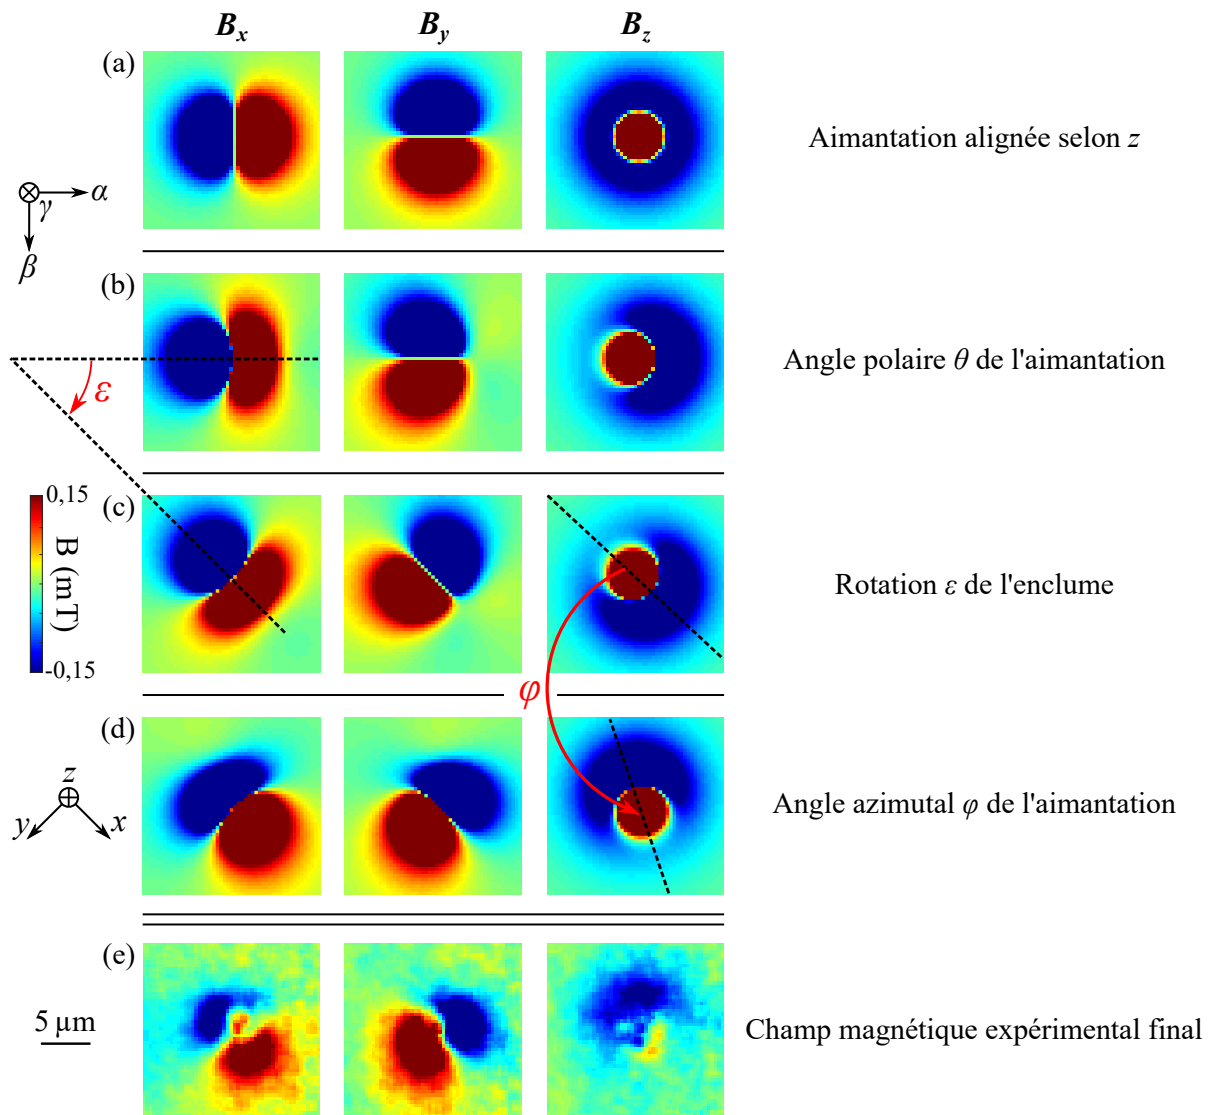 Bx By Bz
(a)
Aimantation alignée selon z
α
γ
β
(b)
Angle polaire θ de l'aimantation
ε
(c)
0,15
B (mT)
-0,15
Rotation ε de l'enclume
φ
(d)
z
y x
Angle azimutal φ de l'aimantation
(e)
5 µm
Champ magnétique expérimental final